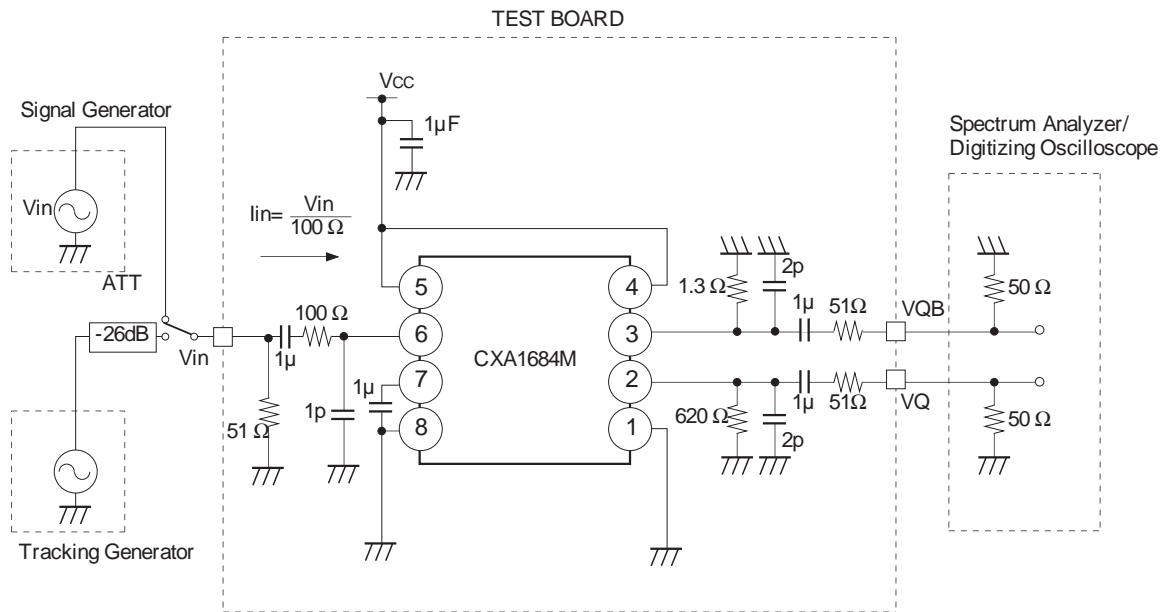 TEST BOARD
Vcc
Signal Generator
1μF
Spectrum Analyzer/
Digitizing Oscilloscope
Vin
Iin= Vin
100 Ω
ATT
5
4
1.3 Ω
2p
1μ
51Ω
VQB
50 Ω
-26dB
Vin
1μ
100 Ω
6
3
CXA1684M
51 Ω
1p
1μ
7
2
620 Ω
2p
1μ
51Ω
VQ
50 Ω
8
1
Tracking Generator